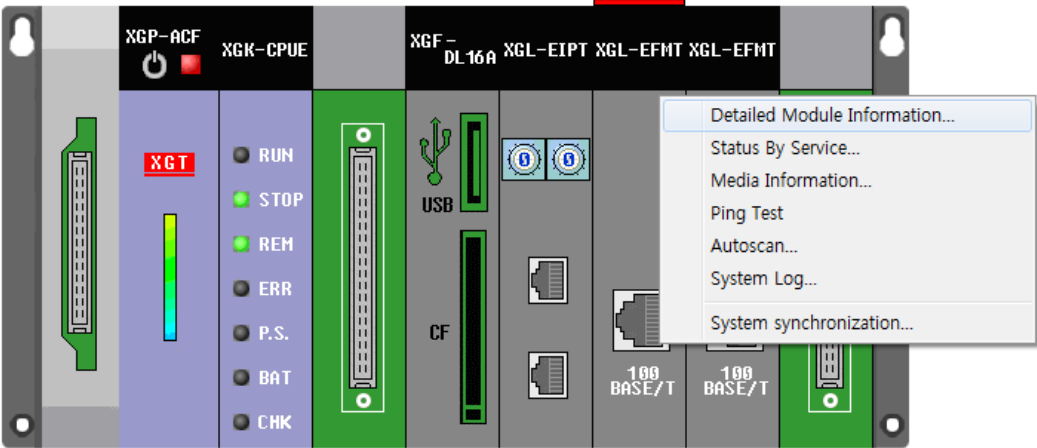 XGP-ACF
XGK-CPUE
XGF-
DL16A
XGL-EIPT
XGL-EFMT
XGL-EFMT
XGT
RUN
STOP
REM
ERR
P.S.
BAT
CHK
USB
CF
0
0
100
BASE/T
100
BASE/T
Detailed Module Information...
Status By Service...
Media Information...
Ping Test
Autoscan...
System Log...
System synchronization...